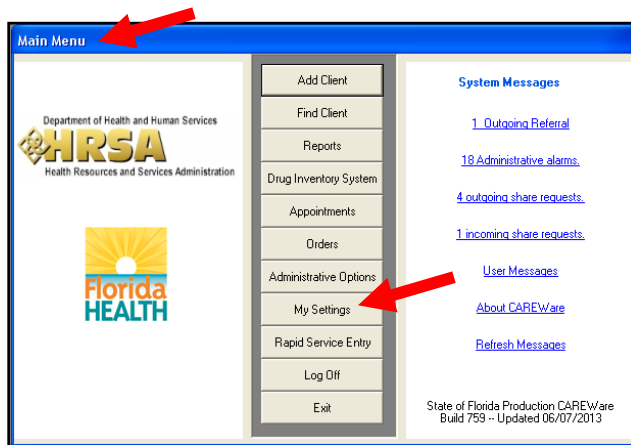 Main Menu
Department of Health and Human Services
HRSA
Health Resources and Services Administration
Florida
HEALTH
Add Client
Find Client
Reports
Drug Inventory System
Appointments
Orders
Administrative Options
My Settings
Rapid Service Entry
Log Off
Exit
System Messages
1 Outgoing Referral
18 Administrative alarms.
4 outgoing share requests.
1 incoming share requests.
User Messages
About CAREWare
Refresh Messages
State of Florida Production CAREWare
Build 759 -- Updated 06/07/2013